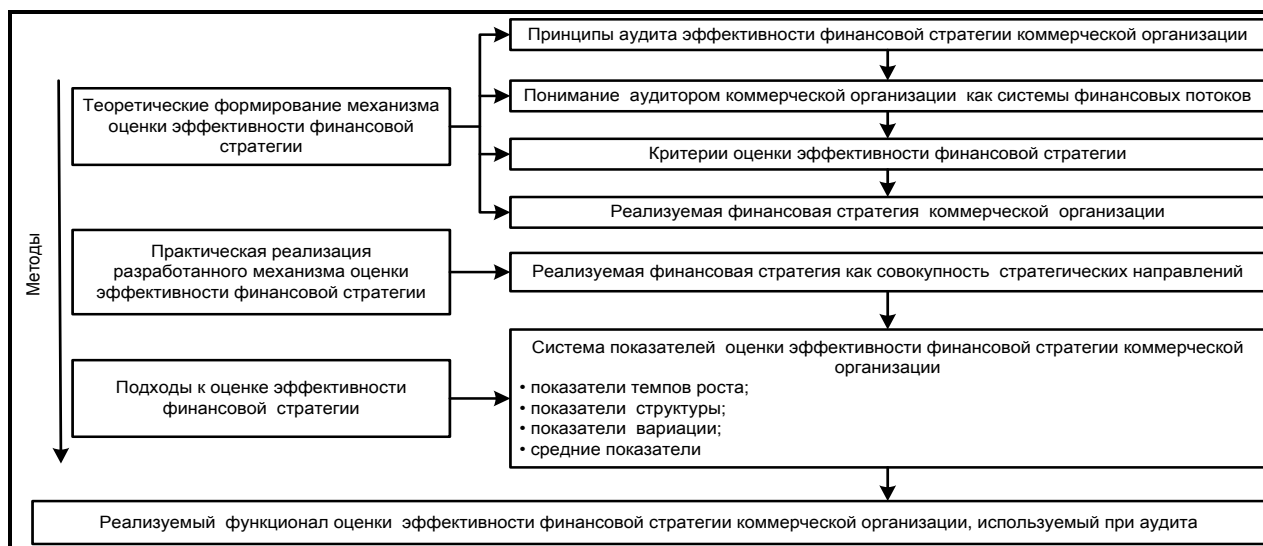 Принципы аудита эффективности финансовой стратегии коммерческой организации
Теоретические формирование механизма
оценки эффективности финансовой
стратегии
Понимание аудитором коммерческой организации как системы финансовых потоков
Критерии оценки эффективности финансовой стратегии
Реализуемая финансовая стратегия коммерческой организации
Методы
Практическая реализация
разработанного механизма оценки
эффективности финансовой стратегии
Реализуемая финансовая стратегия как совокупность стратегических направлений
Подходы к оценке эффективности
финансовой стратегии
Система показателей оценки эффективности финансовой стратегии коммерческой
организации
• показатели темпов роста;
• показатели структуры;
• показатели вариации;
• средние показатели
Реализуемый функционал оценки эффективности финансовой стратегии коммерческой организации, используемый при аудита